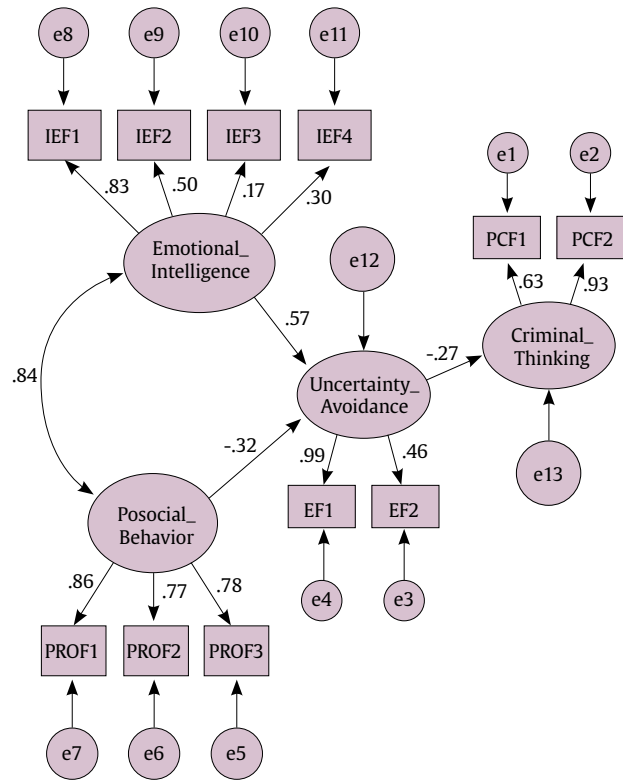 e8
e9
e10
e11
IEF1
IEF2
IEF3
IEF4
e1
e2
.83
.50
.17
.30
PCF1
PCF2
Emotional_
Intelligence
e12
.63
.93
.57
Criminal_
Thinking
-.27
.84
Uncertainty_
Avoidance
-.32
.99
.46
e13
Posocial_
Behavior
EF1
EF2
.86
.77
.78
e4
e3
PROF1
PROF2
PROF3
e7
e6
e5